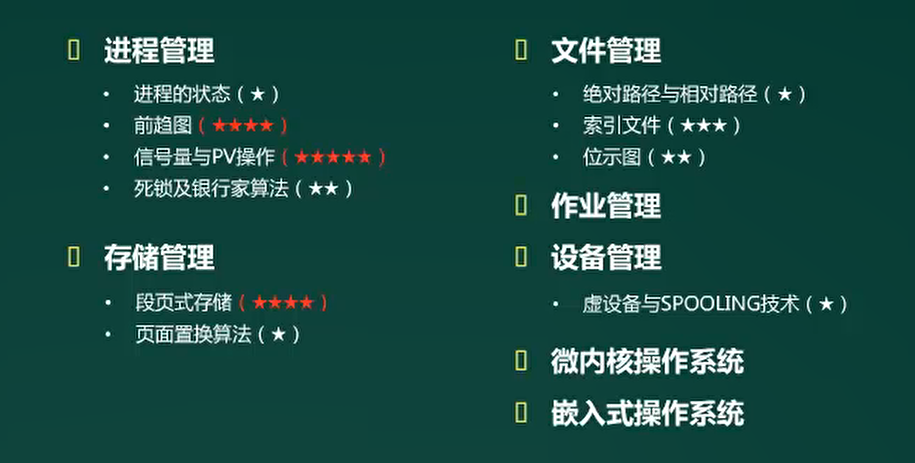 进程管理
• 进程的状态（★）
• 前趋图（★★★★）
• 信号量与PV操作（★★★★★）
• 死锁及银行家算法（★★）
存储管理
• 段页式存储（★★★★）
• 页面置换算法（★）
文件管理
• 绝对路径与相对路径（★）
• 索引文件（★★★）
• 位示图（★★）
作业管理
设备管理
• 虚设备与SPOOLING技术（★）
微内核操作系统
嵌入式操作系统